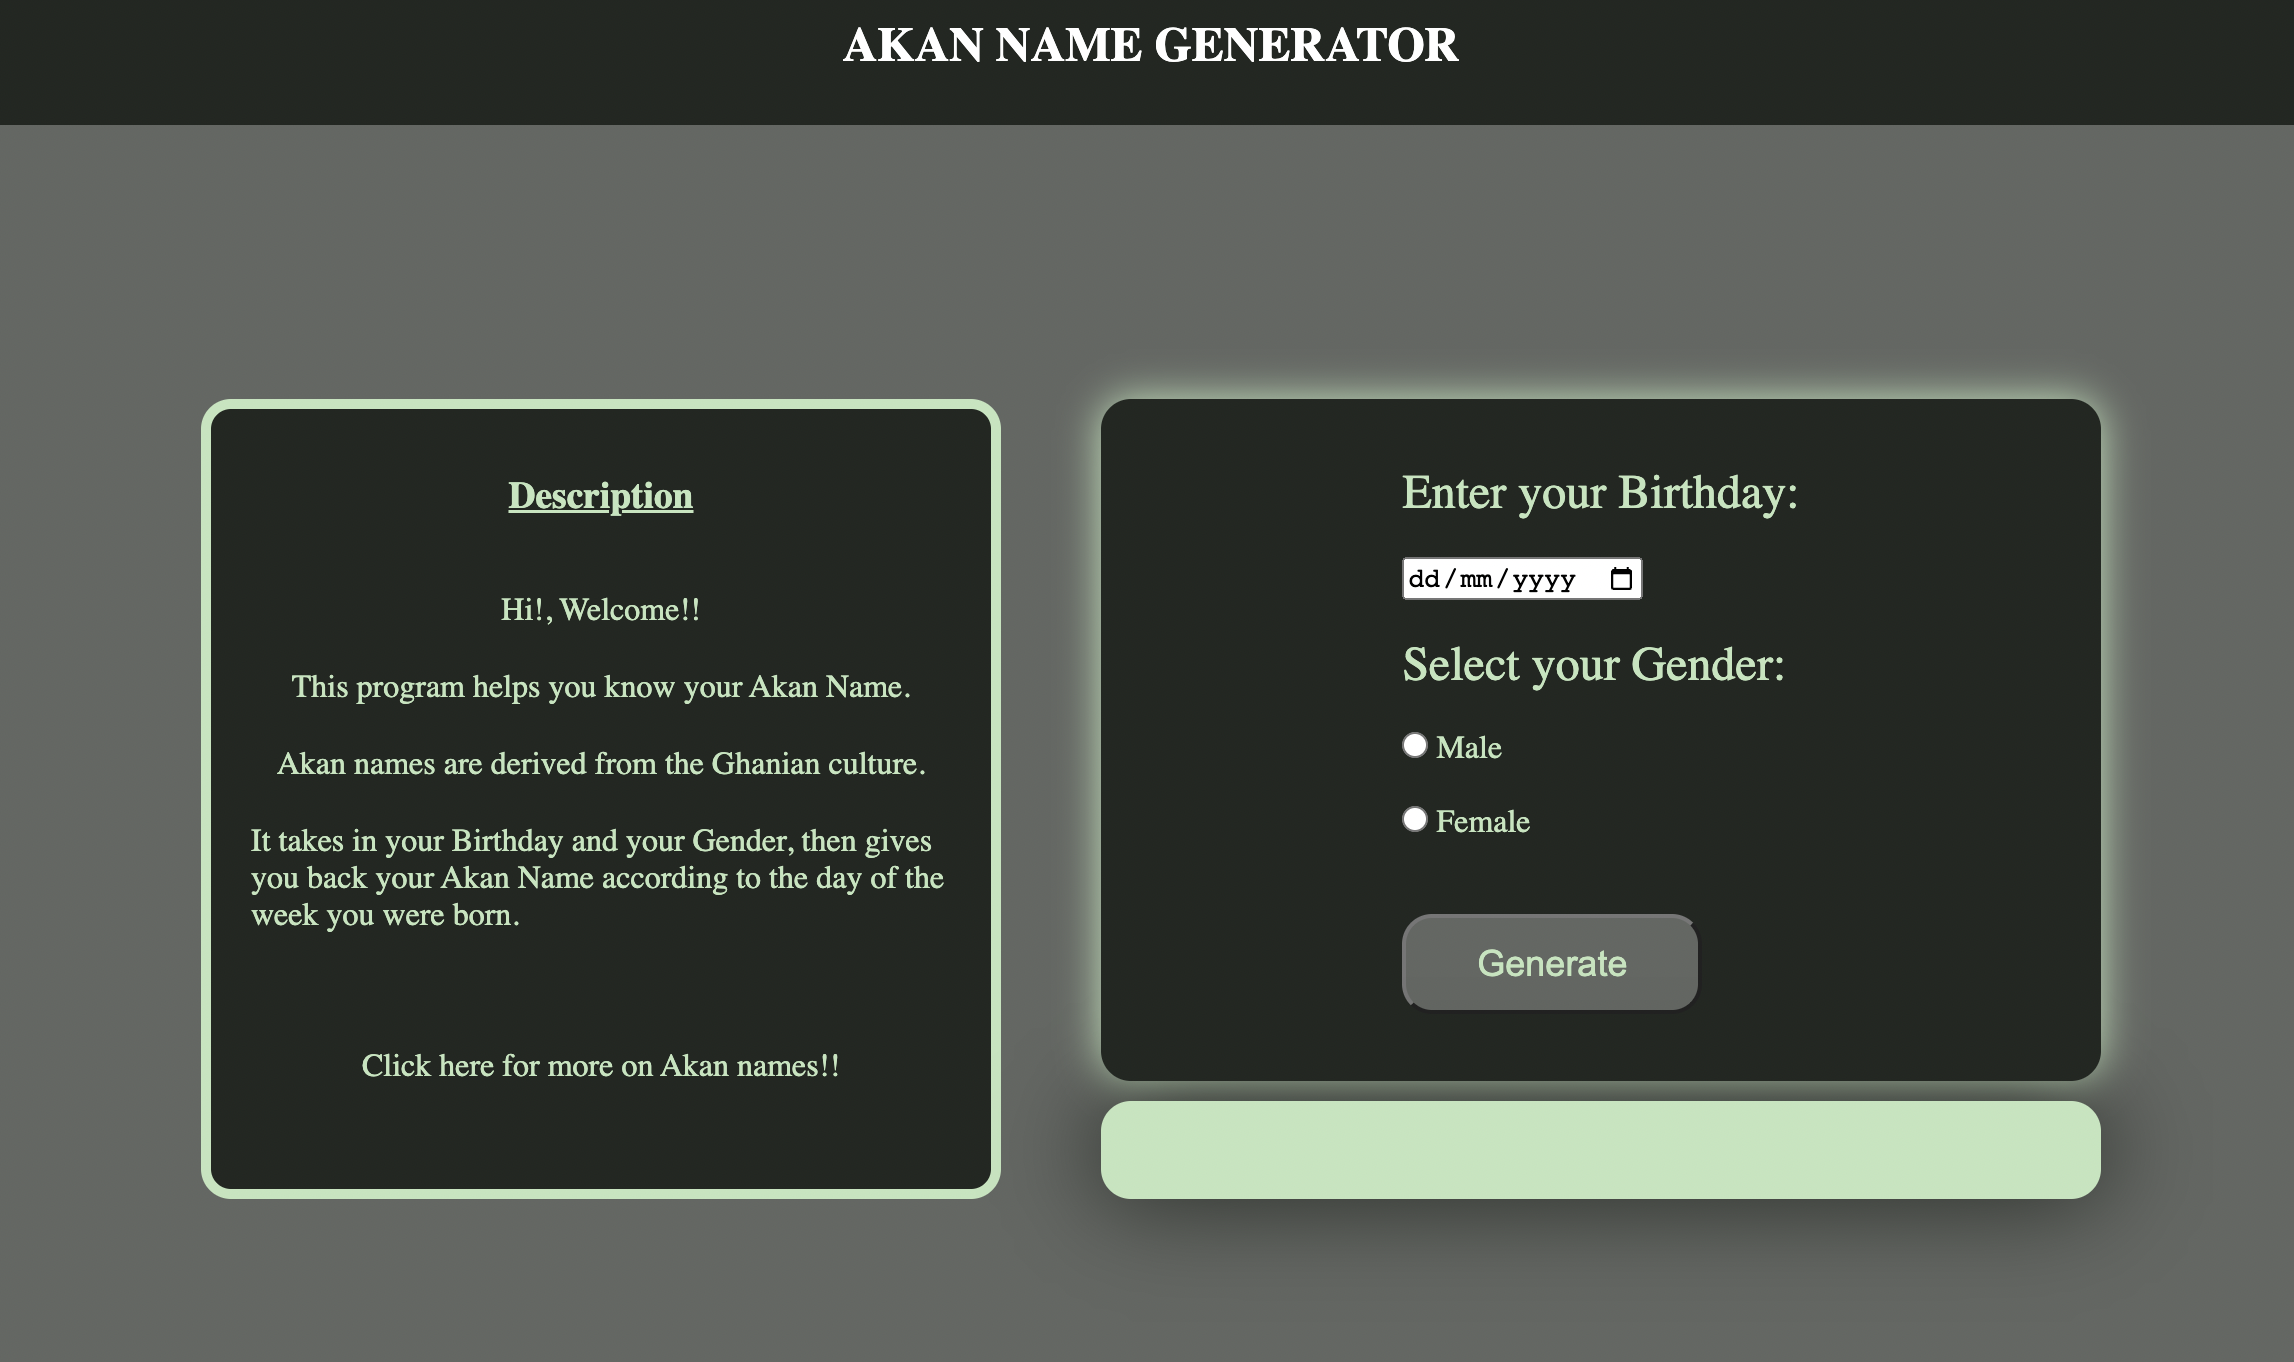 AKAN NAME GENERATOR
Description
Hi!, Welcome!!
This program helps you know your Akan Name.
Akan names are derived from the Ghanian culture.
It takes in your Birthday and your Gender, then gives
you back your Akan Name according to the day of the
week you were born.
Click here for more on Akan names!!
Enter your Birthday:
dd/mm/yyyy
Select your Gender:
Male
Female
Generate